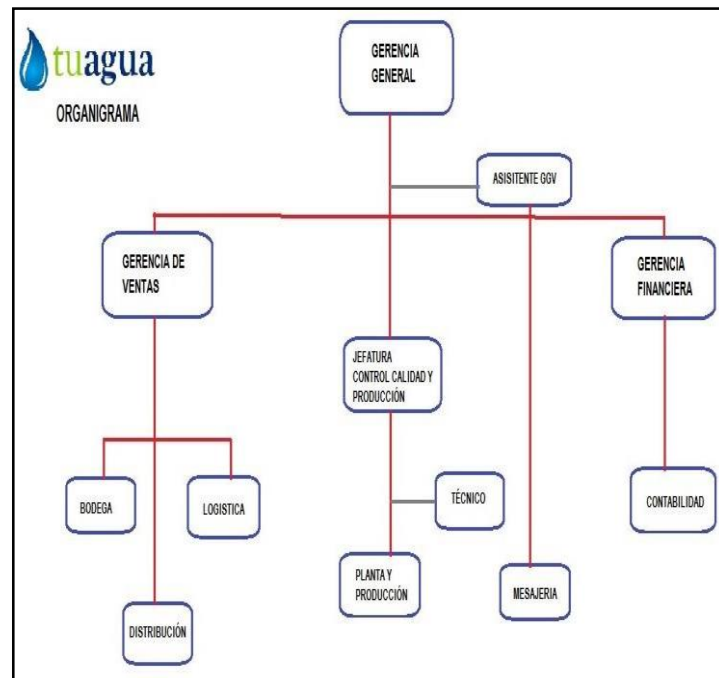 tuagua
ORGANIGRAMA
GERENCIA
GENERAL
ASISITENTE GGV
GERENCIA DE
VENTAS
GERENCIA
FINANCIERA
JEFATURA
CONTROL CALIDAD Y
PRODUCCIÓN
BODEGA
LOGISTICA
TÉCNICO
CONTABILIDAD
PLANTA Y
PRODUCCIÓN
MESAJERIA
DISTRIBUCIÓN